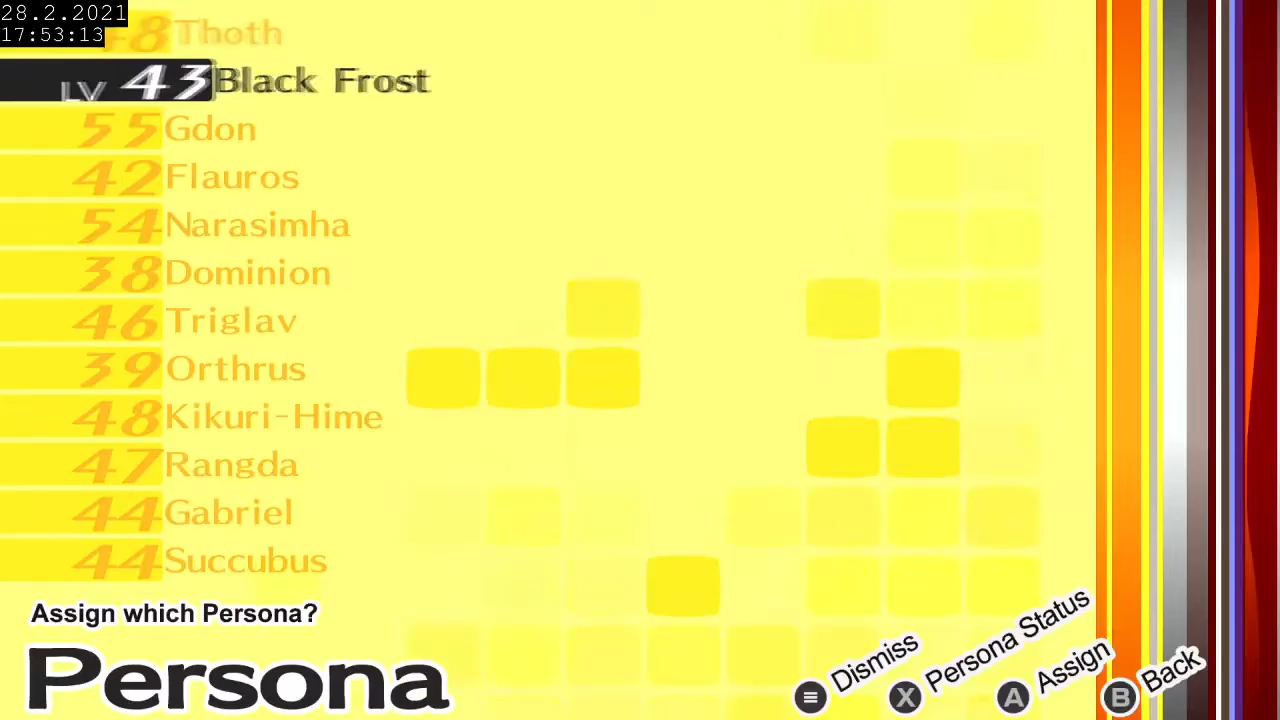 28.2.2021
17:53:13
48 Thoth
LV 43 Black Frost
55 Gdon
42 Flauros
54 Narasimha
38 Dominion
46 Triglav
39 Orthrus
48 Kikuri-Hime
47 Rangda
44 Gabriel
44 Succubus
Assign which Persona?
Persona
Dismiss
X Persona Status
A Assign
B Back